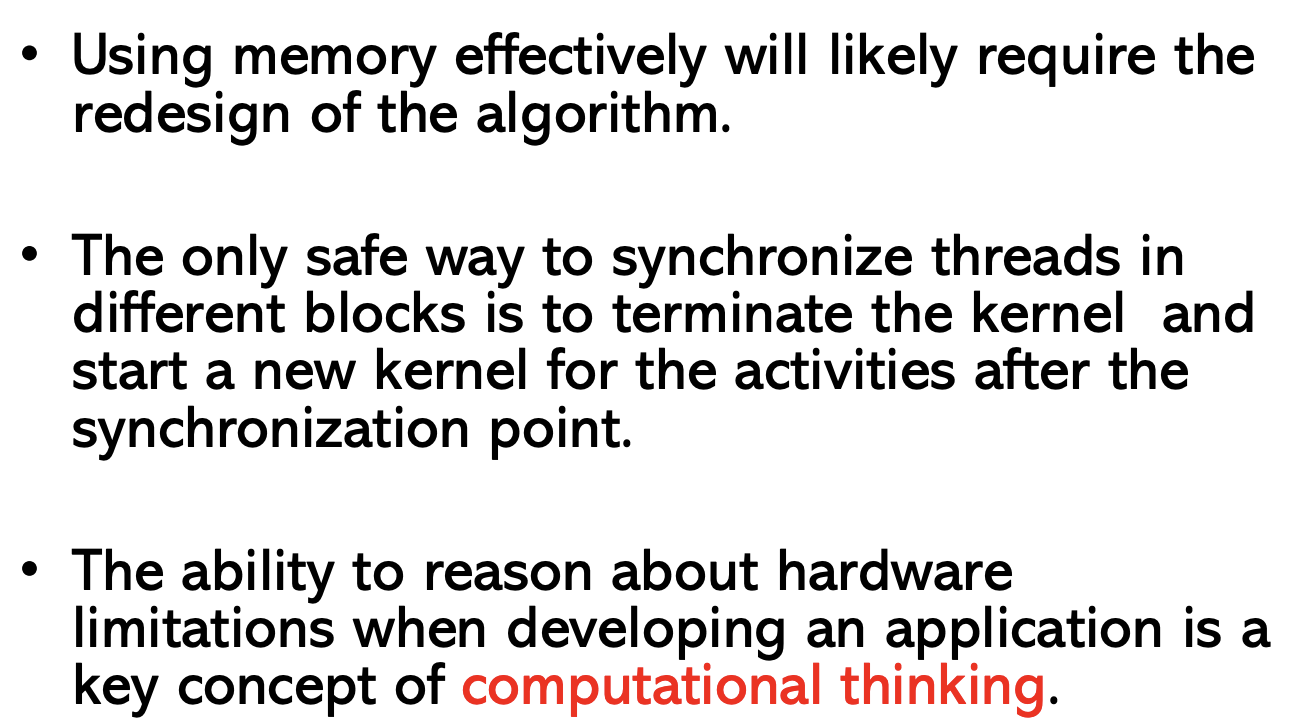 • Using memory effectively will likely require the
redesign of the algorithm.
• The only safe way to synchronize threads in
different blocks is to terminate the kernel  and
start a new kernel for the activities after the
synchronization point.
• The ability to reason about hardware
limitations when developing an application is a
key concept of computational thinking.